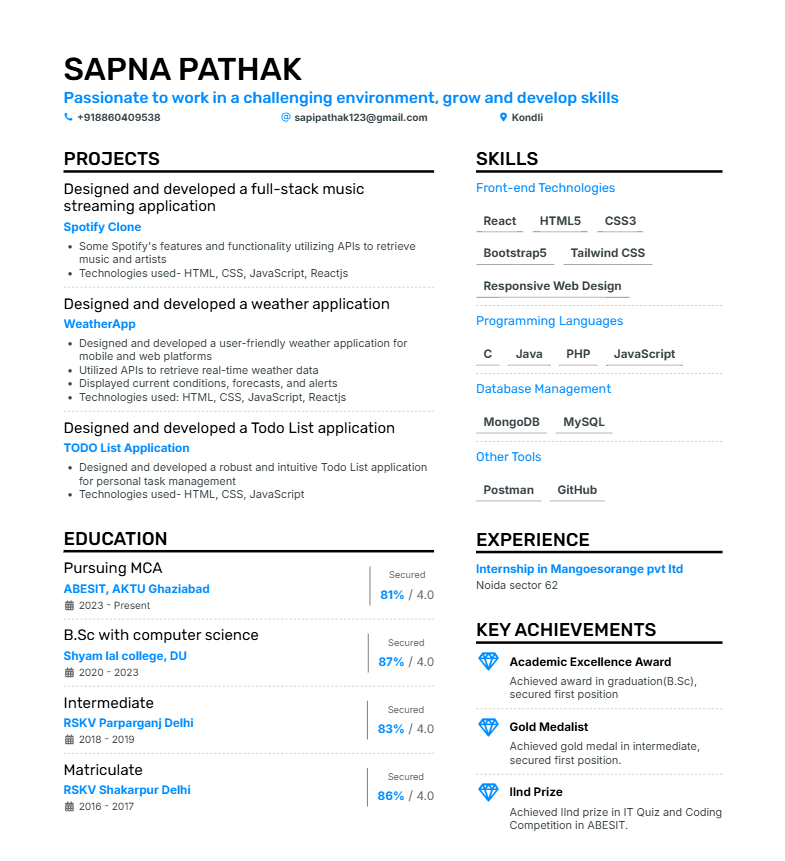 SAPNA PATHAK
Passionate to work in a challenging environment, grow and develop skills
+918860409538 sapipathak123@gmail.com Kondli
PROJECTS
Designed and developed a full-stack music
streaming application
Spotify Clone
• Some Spotify's features and functionality utilizing APIs to retrieve
music and artists
• Technologies used- HTML, CSS, JavaScript, Reactjs
Designed and developed a weather application
WeatherApp
• Designed and developed a user-friendly weather application for
mobile and web platforms
• Utilized APIs to retrieve real-time weather data
• Displayed current conditions, forecasts, and alerts
• Technologies used: HTML, CSS, JavaScript, Reactjs
Designed and developed a Todo List application
TODO List Application
• Designed and developed a robust and intuitive Todo List application
for personal task management
• Technologies used- HTML, CSS, JavaScript
EDUCATION
Pursuing MCA
ABESIT, AKTU Ghaziabad
2023 - Present
Secured
81% / 4.0
B.Sc with computer science
Shyam lal college, DU
2020 - 2023
Secured
87% / 4.0
Intermediate
RSKV Parparganj Delhi
2018 - 2019
Secured
83% / 4.0
Matriculate
RSKV Shakarpur Delhi
2016 - 2017
Secured
86% / 4.0
SKILLS
Front-end Technologies
React HTML5 CSS3
Bootstrap5 Tailwind CSS
Responsive Web Design
Programming Languages
C Java PHP JavaScript
Database Management
MongoDB MySQL
Other Tools
Postman GitHub
EXPERIENCE
Internship in Mangoesorange pvt ltd
Noida sector 62
KEY ACHIEVEMENTS
Academic Excellence Award
Achieved award in graduation(B.Sc),
secured first position
Gold Medalist
Achieved gold medal in intermediate,
secured first position.
IInd Prize
Achieved IInd prize in IT Quiz and Coding
Competition in ABESIT.